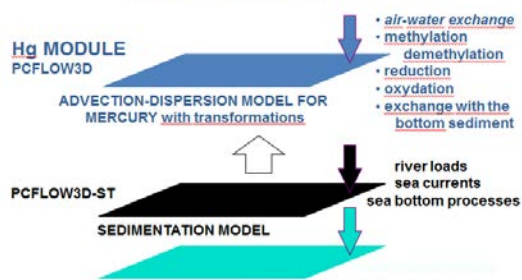 Hg MODULE
PCFLOW3D
• air-water exchange
• methylation
demethylation
• reduction
• oxydation
• exchange with the
bottom sediment
ADVECTION-DISPERSION MODEL FOR
MERCURY with transformations
PCFLOW3D-ST
river loads
sea currents
sea bottom processes
SEDIMENTATION MODEL